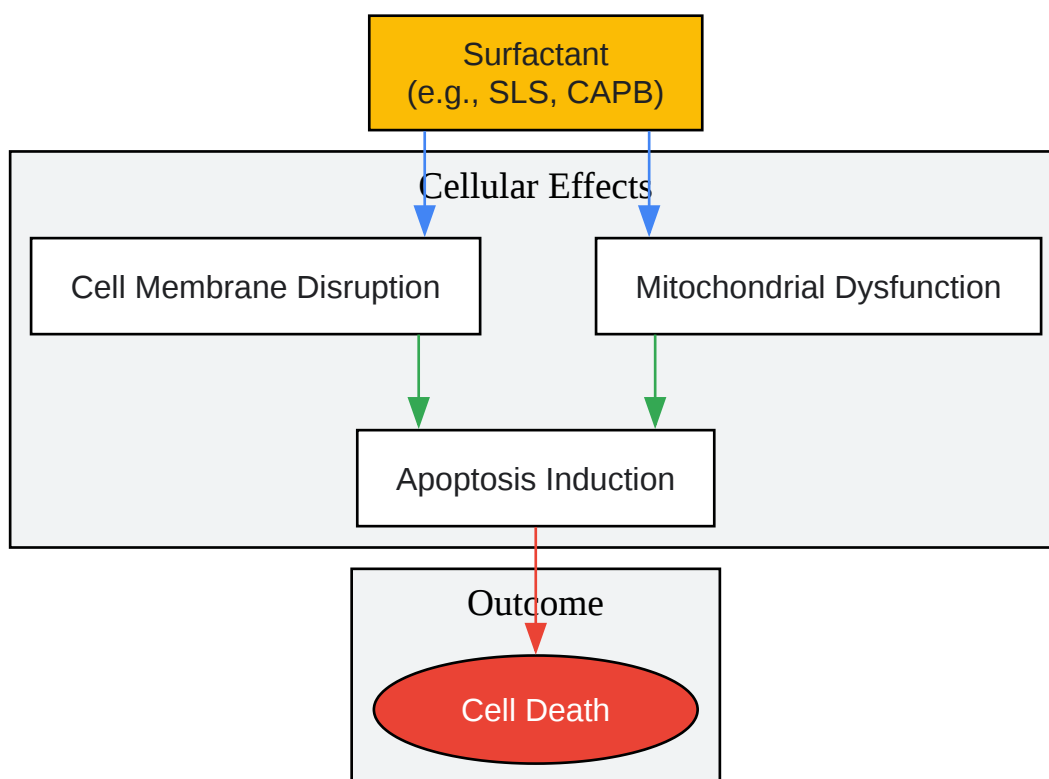 Surfactant
(e.g., SLS, CAPB)
Cellular Effects
Cell Membrane Disruption
Mitochondrial Dysfunction
Apoptosis Induction
Outcome
Cell Death